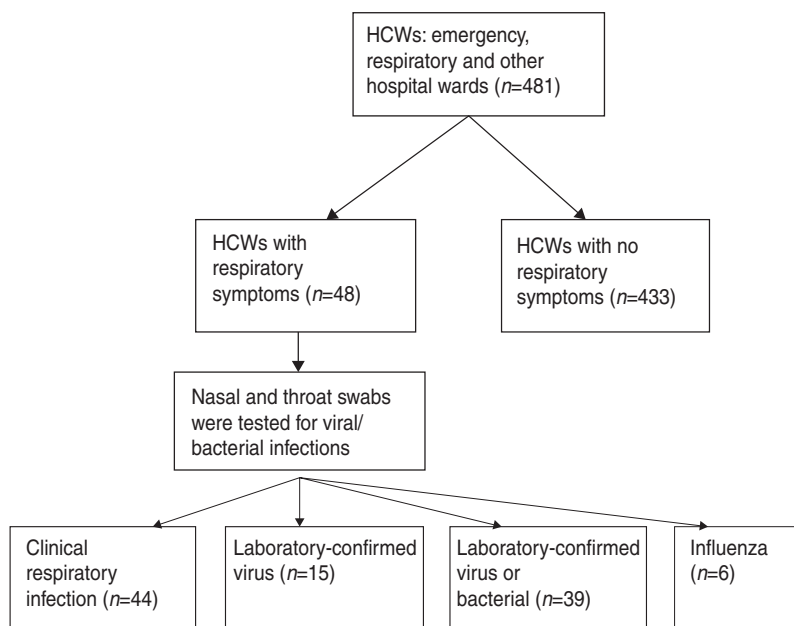 HCWs: emergency,
respiratory and other
hospital wards (n=481)
HCWs with
respiratory
symptoms (n=48)
HCWs with no
respiratory
symptoms (n=433)
Nasal and throat swabs
were tested for viral/
bacterial infections
Clinical
respiratory
infection (n=44)
Laboratory-confirmed
virus (n=15)
Laboratory-confirmed
virus or
bacterial (n=39)
Influenza
(n=6)